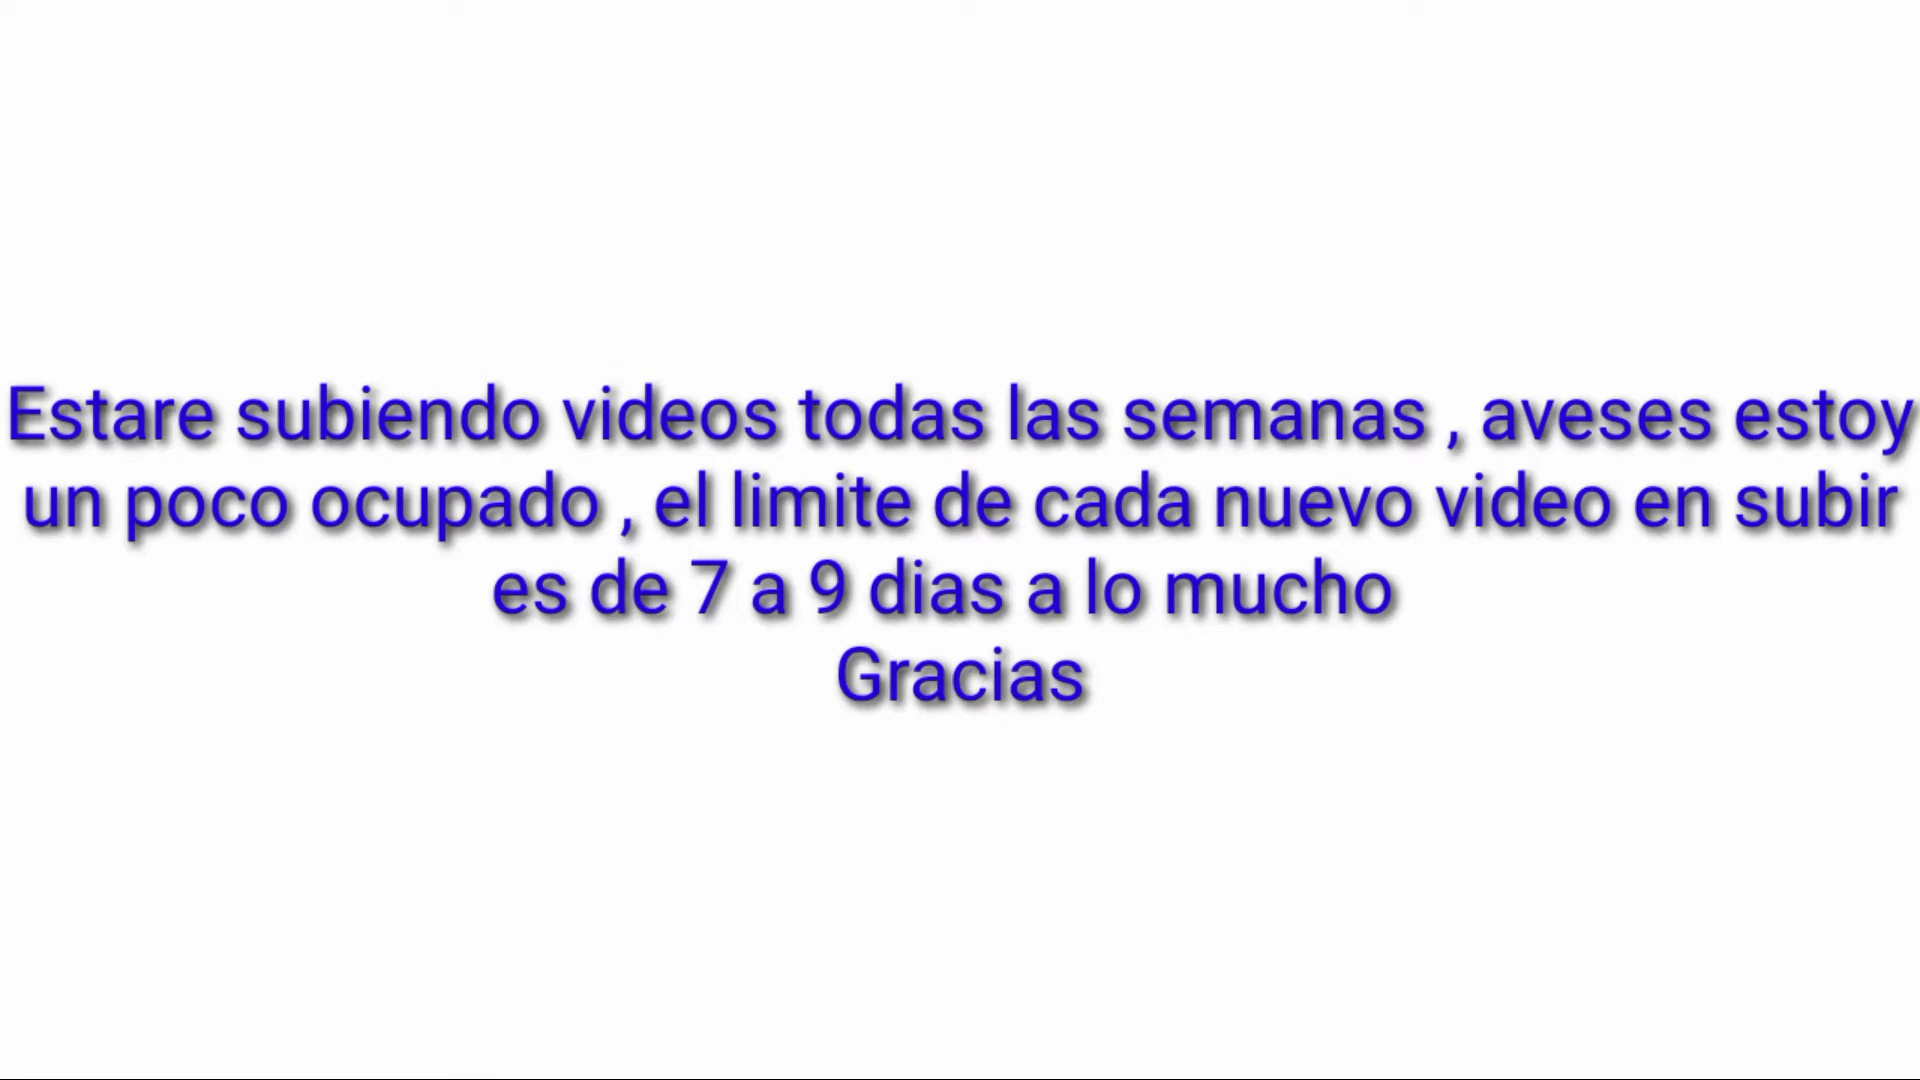 Estare subiendo videos todas las semanas , aveses estoy
un poco ocupado , el limite de cada nuevo video en subir
es de 7 a 9 dias a lo mucho
Gracias